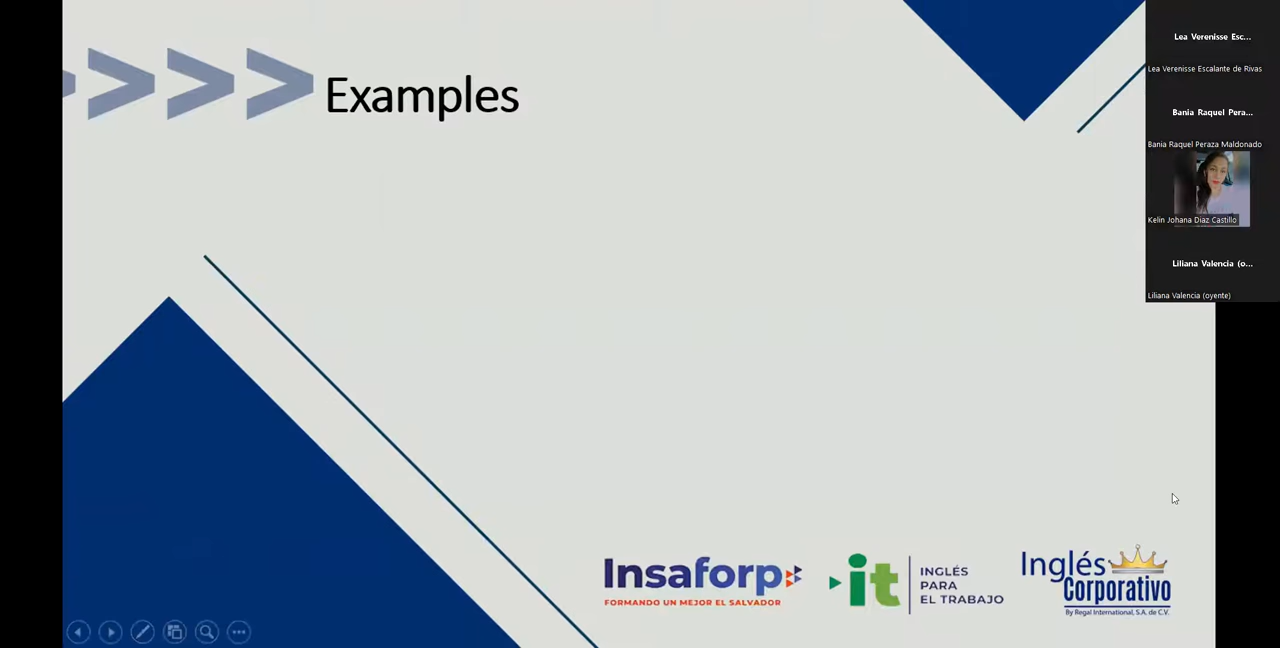 Examples
Lea Verenisse Esc...
Lea Verenisse Escalante de Rivas
Bania Raquel Pera...
Bania Raquel Peraza Maldonado
Kelin Johana Diaz Castillo
Liliana Valencia (o...
Liliana Valencia (oyente)
Insaforp
FORMANDO UN MEJOR EL SALVADOR
it
INGLÉS
PARA
EL TRABAJO
Inglés
Corporativo
By Regal International, S.A. de C.V.